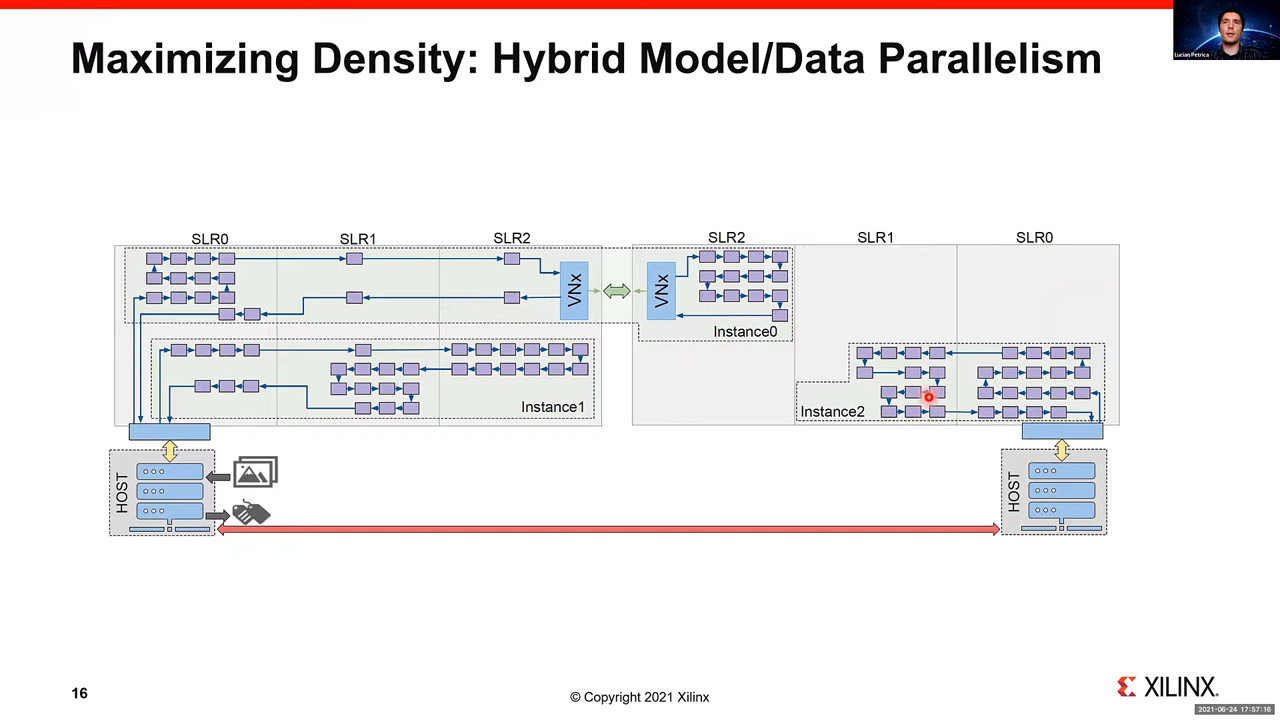 Maximizing Density: Hybrid Model/Data Parallelism
Lucian Petrica
SLR0
SLR1
SLR2
SLR2
SLR1
SLR0
VNx
VNx
Instance0
Instance1
Instance2
HOST
HOST
16
© Copyright 2021 Xilinx
XILINX.
2021-06-24 17:57:16